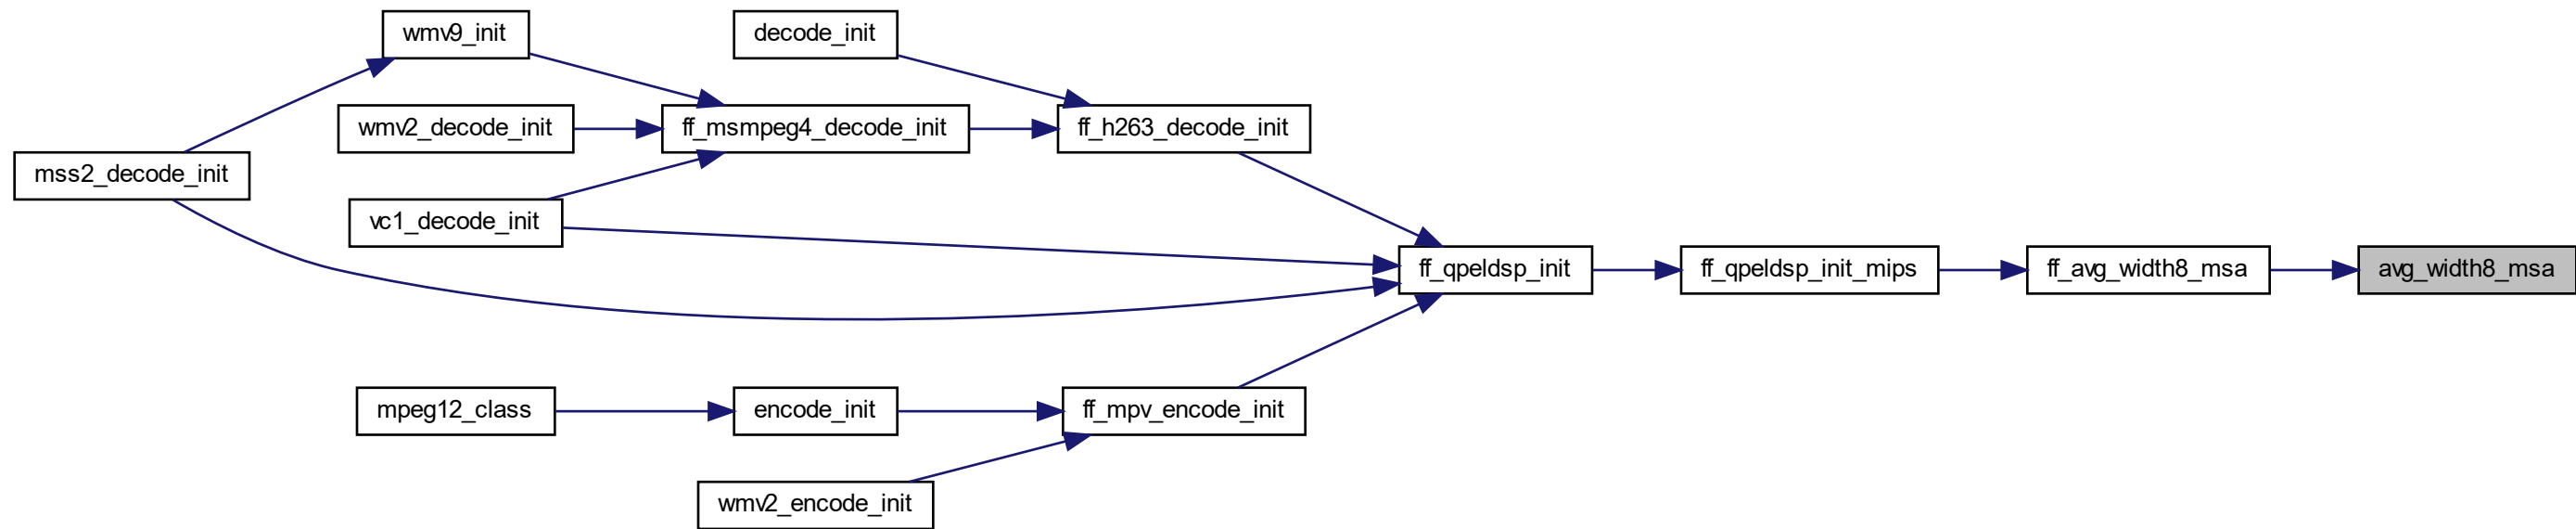 wmv9_init
decode_init
wmv2_decode_init
ff_msmpeg4_decode_init
ff_h263_decode_init
mss2_decode_init
vc1_decode_init
ff_qpeldsp_init
ff_qpeldsp_init_mips
ff_avg_width8_msa
avg_width8_msa
mpeg12_class
encode_init
ff_mpv_encode_init
wmv2_encode_init